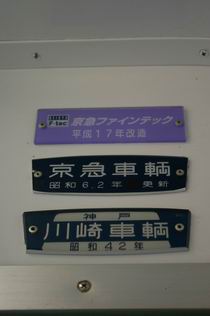 F-tec 京急ファインテック
平成17年改造
京急車輌
昭和62年 更新
神戸
川崎車輌
昭和42年